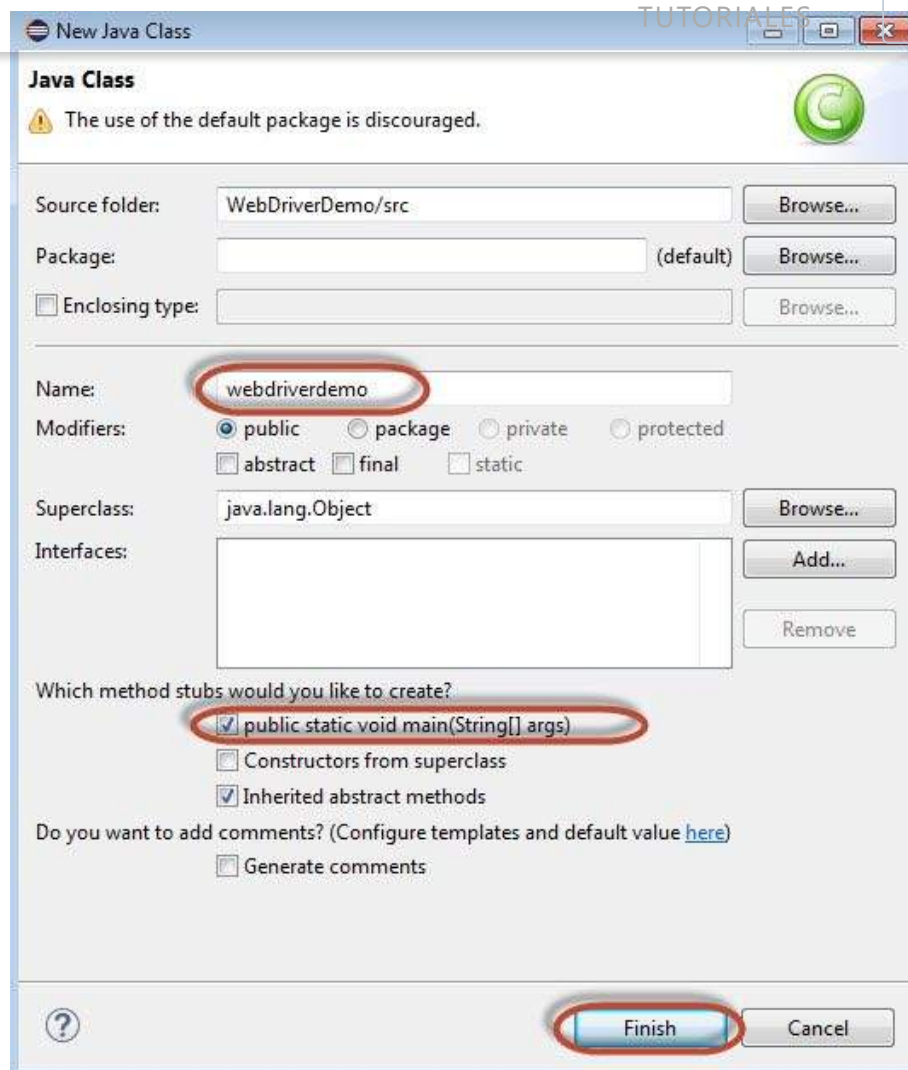 TUTORIALES
New Java Class
Java Class
The use of the default package is discouraged.
Source folder: WebDriverDemo/src Browse...
Package: (default) Browse...
Enclosing type: Browse...
Name: webdriverdemo
Modifiers: public package private protected
abstract final static
Superclass: java.lang.Object Browse...
Interfaces: Add...
Remove
Which method stubs would you like to create?
public static void main(String[] args)
Constructors from superclass
Inherited abstract methods
Do you want to add comments? (Configure templates and default value here)
Generate comments
? Finish Cancel